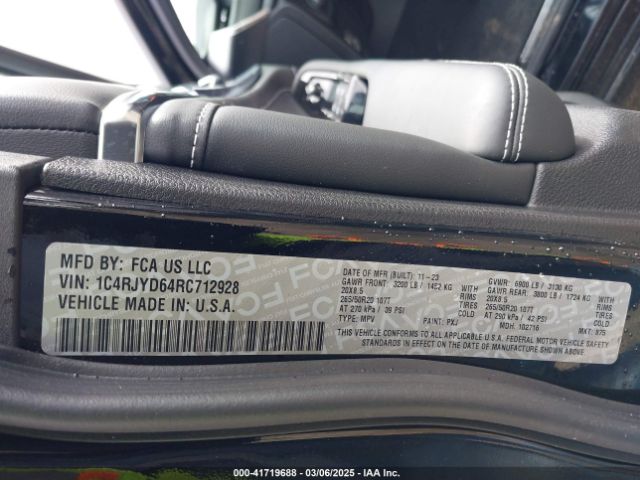 MFD BY: FCA US LLC
VIN: 1C4RJYD64RC712928
VEHICLE MADE IN U.S.A.
DATE OF MFR (BUILT): 11-23 GVWR: 6900 LB / 3130 KG
GAWR FRONT: 3200 LB / 1452 KG WITH GAWR REAR: 3800 LB / 1724 KG WITH
20X8.5 RIMS 20X8.5 RIMS
265/50R20 107T TIRES 265/50R20 107T TIRES
AT 270 kPa / 39 PSI COLD AT 290 kPa / 42 PSI COLD
TYPE: MPV PAINT: PXJ MDH: 102716 MXT: 875
THIS VEHICLE CONFORMS TO ALL APPLICABLE U.S.A. FEDERAL MOTOR VEHICLE SAFETY
STANDARDS IN EFFECT ON THE DATE OF MANUFACTURE SHOWN ABOVE.
000-41719688 - 03/06/2025 - IAA Inc.